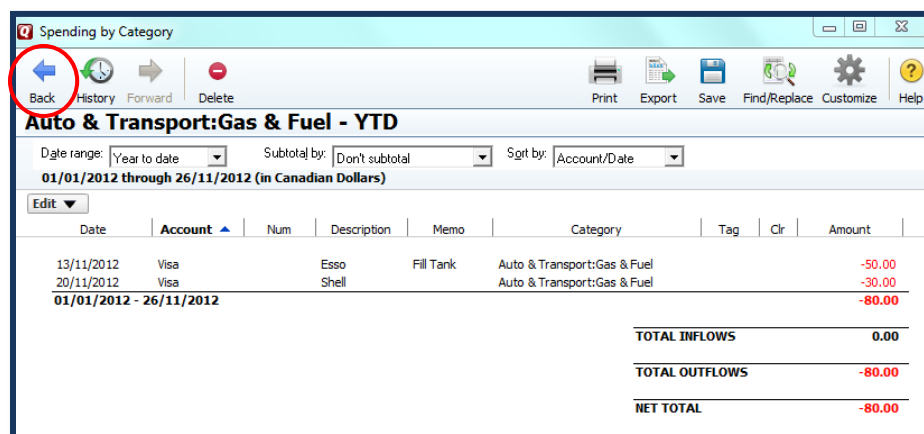 Q Spending by Category
Back History Forward Delete Print Export Save Find/Replace Customize ? Help
Auto & Transport:Gas & Fuel - YTD
Date range: Year to date Subtotal by: Don't subtotal Sort by: Account/Date
01/01/2012 through 26/11/2012 (in Canadian Dollars)
Edit
Date Account Num Description Memo Category Tag Clr Amount
13/11/2012 Visa Esso Fill Tank Auto & Transport:Gas & Fuel -50.00
20/11/2012 Visa Shell Auto & Transport:Gas & Fuel -30.00
01/01/2012 - 26/11/2012 -80.00
TOTAL INFLOWS 0.00
TOTAL OUTFLOWS -80.00
NET TOTAL -80.00